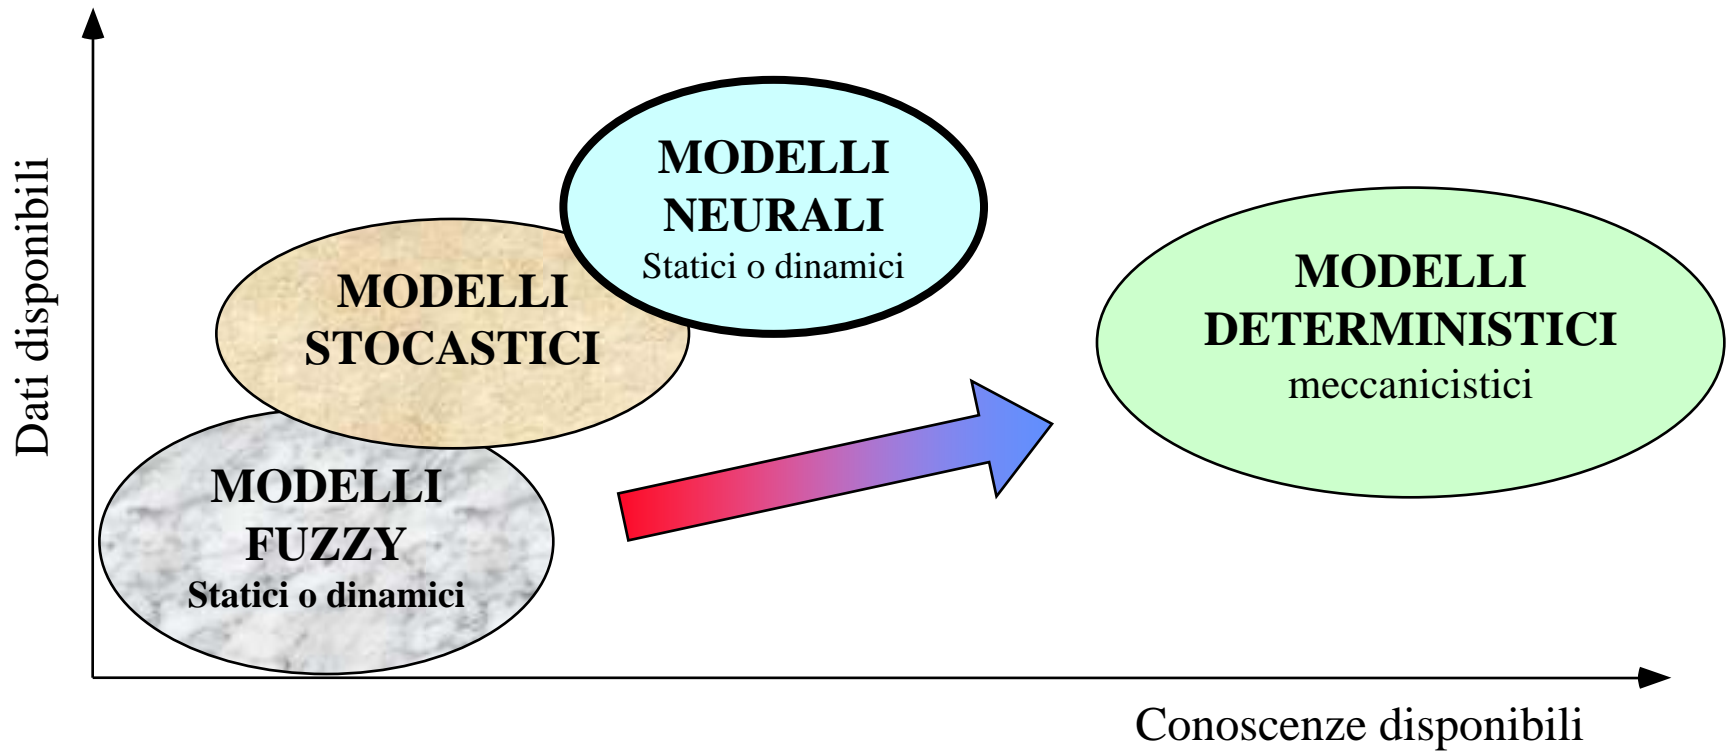 Dati disponibili
MODELLI
NEURALI
Statici o dinamici
MODELLI
STOCASTICI
MODELLI
DETERMINISTICI
meccanicistici
MODELLI
FUZZY
Statici o dinamici
Conoscenze disponibili